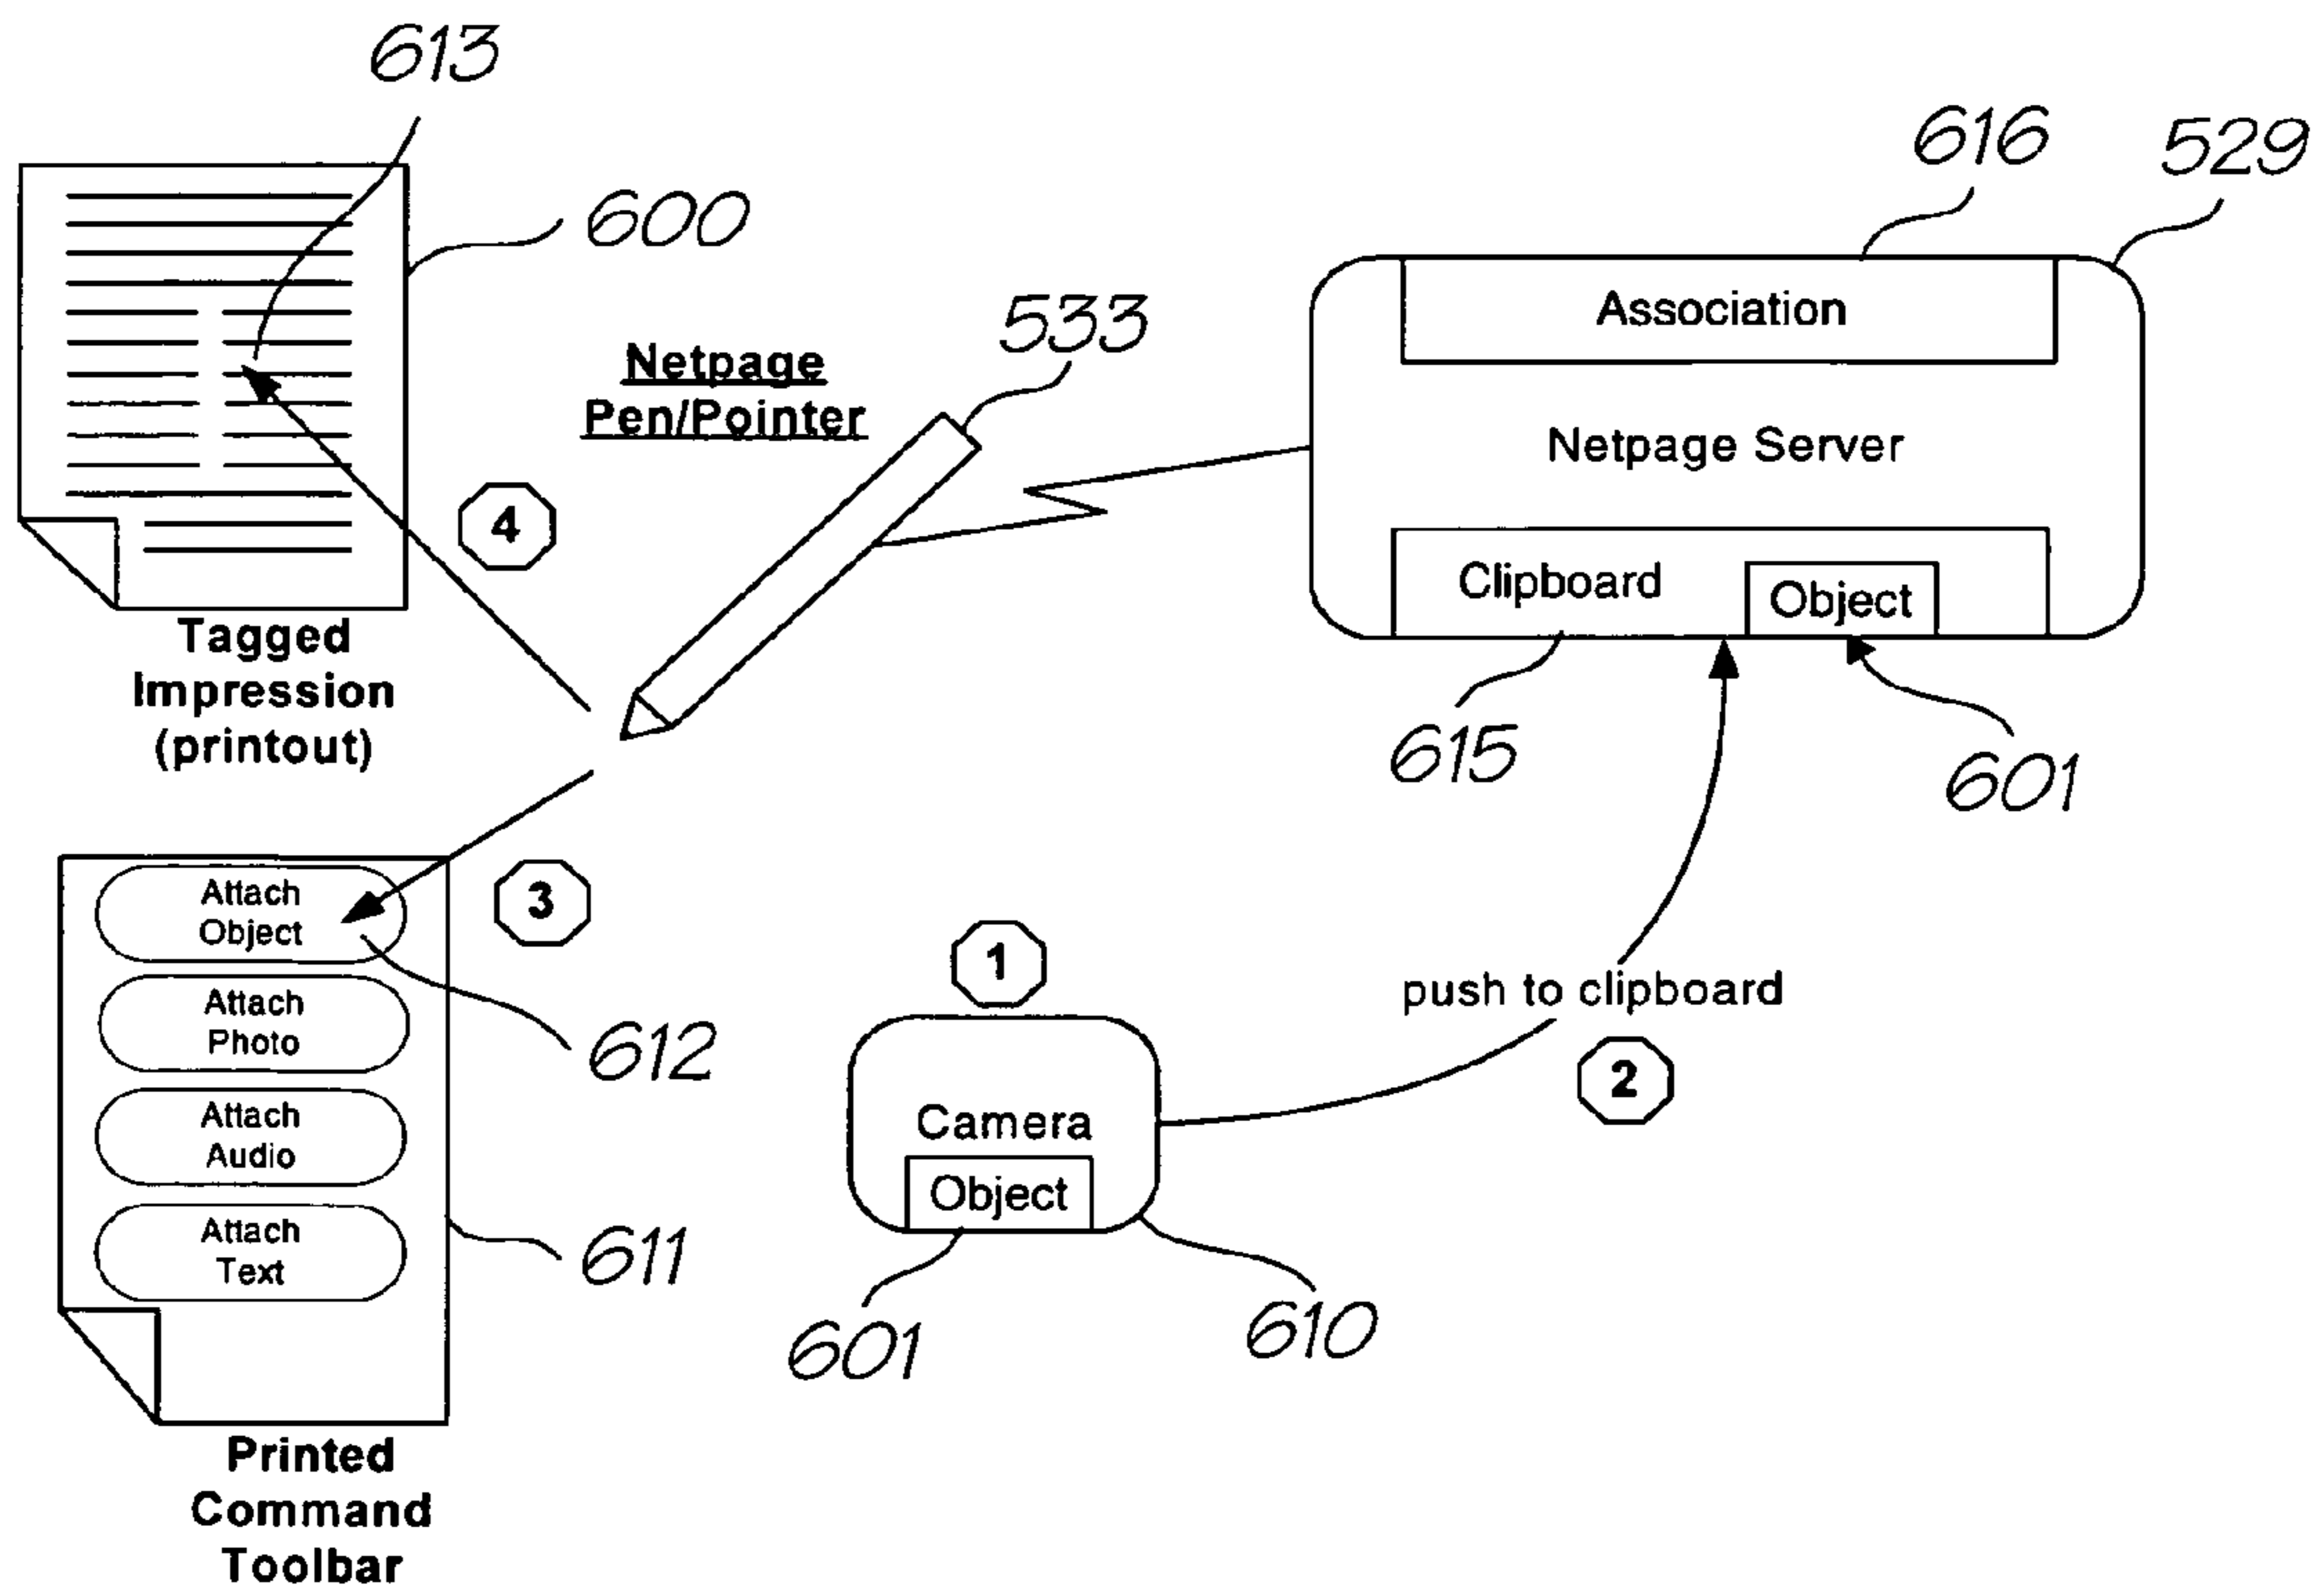 613
616
529
600
533
Association
Netpage
Pen/Pointer
Netpage Server
4
Clipboard
Object
Tagged
Impression
(printout)
615
601
Attach
Object
3
1
push to clipboard
Attach
Photo
612
2
Attach
Audio
Camera
Object
Attach
Text
611
601
610
Printed
Command
Toolbar